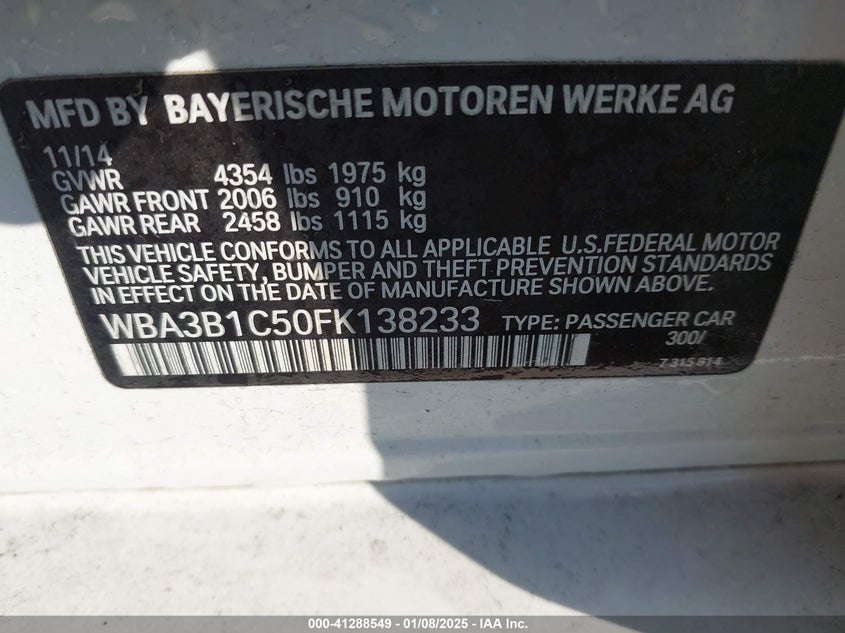 MFD BY BAYERISCHE MOTOREN WERKE AG
11/14
GVWR 4354 lbs 1975 kg
GAWR FRONT 2006 lbs 910 kg
GAWR REAR 2458 lbs 1115 kg
THIS VEHICLE CONFORMS TO ALL APPLICABLE U.S.FEDERAL MOTOR
VEHICLE SAFETY, BUMPER AND THEFT PREVENTION STANDARDS
IN EFFECT ON THE DATE OF MANUFACTURE SHOWN ABOVE.
WBA3B1C50FK138233 TYPE: PASSENGER CAR
300/
7 315 814
000-41288549 - 01/08/2025 - IAA Inc.